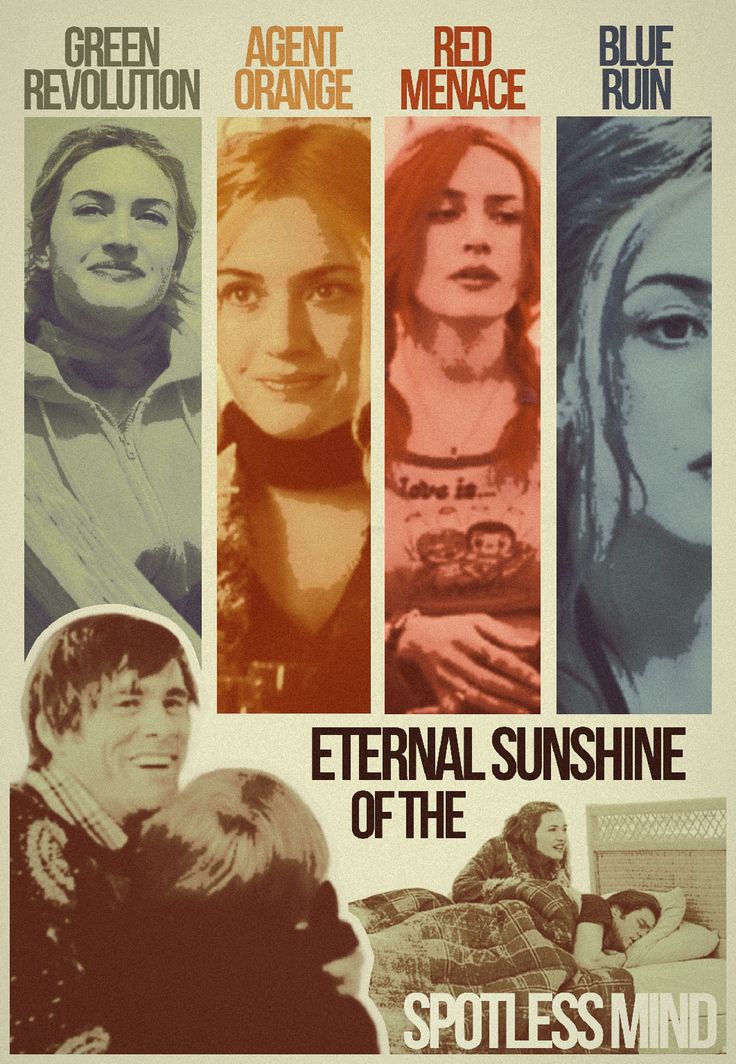 GREEN
REVOLUTION
AGENT
ORANGE
RED
MENACE
BLUE
RUIN
love is...
ETERNAL SUNSHINE
OF THE
SPOTLESS MIND